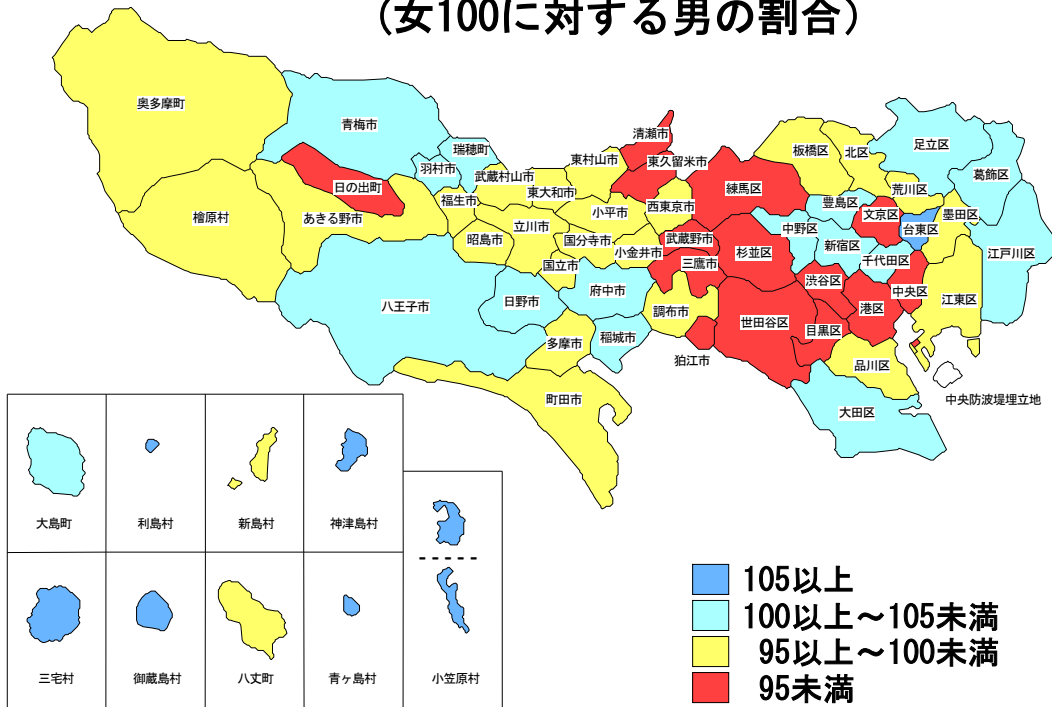 (女100に対する男の割合)
奥多摩町
青梅市
瑞穂町
羽村市
日の出町
檜原村
あきる野市
福生市
武蔵村山市
東大和市
東村山市
清瀬市
東久留米市
昭島市
立川市
小平市
西東京市
国分寺市
小金井市
国立市
武蔵野市
三鷹市
八王子市
日野市
府中市
調布市
多摩市
稲城市
狛江市
町田市
練馬区
板橋区
北区
足立区
葛飾区
荒川区
豊島区
文京区
台東区
墨田区
中野区
杉並区
新宿区
千代田区
江戸川区
渋谷区
中央区
港区
江東区
世田谷区
目黒区
品川区
大田区
中央防波堤埋立地
大島町
利島村
新島村
神津島村
三宅村
御蔵島村
八丈町
青ヶ島村
小笠原村
105以上
100以上～105未満
95以上～100未満
95未満